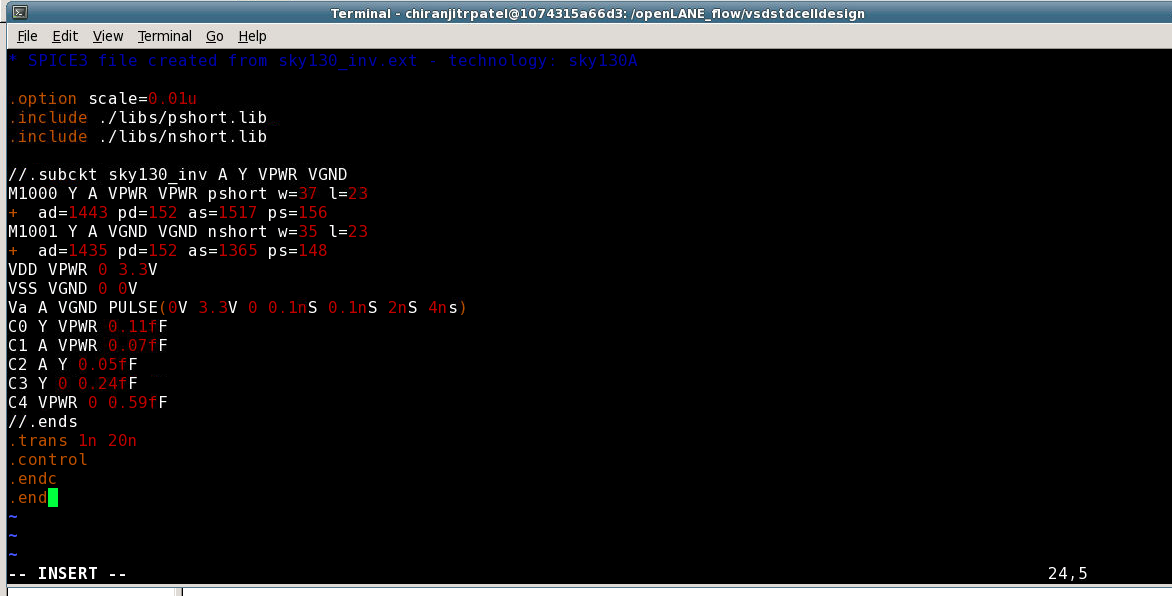 Terminal - chiranjitrpatel@1074315a66d3: /openLANE_flow/vsdstdcelldesign
File Edit View Terminal Go Help
* SPICE3 file created from sky130_inv.ext - technology: sky130A
.option scale=0.01u
.include ./libs/pshort.lib
.include ./libs/nshort.lib
//.subckt sky130_inv A Y VPWR VGND
M1000 Y A VPWR VPWR pshort w=37 l=23
+  ad=1443 pd=152 as=1517 ps=156
M1001 Y A VGND VGND nshort w=35 l=23
+  ad=1435 pd=152 as=1365 ps=148
VDD VPWR 0 3.3V
VSS VGND 0 0V
Va A VGND PULSE(0V 3.3V 0 0.1nS 0.1nS 2nS 4ns)
C0 Y VPWR 0.11fF
C1 A VPWR 0.07fF
C2 A Y 0.05fF
C3 Y 0 0.24fF
C4 VPWR 0 0.59fF
//.ends
.trans 1n 20n
.control
.endc
.end
~
~
~
-- INSERT -- 24,5